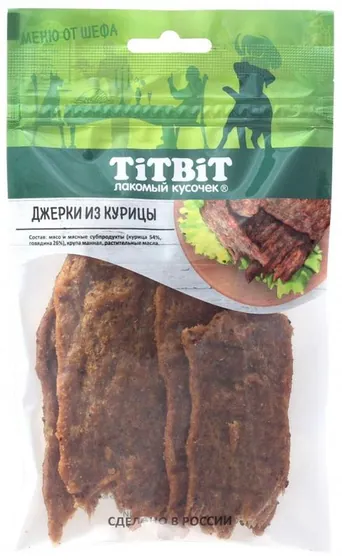 МЕНЮ ОТ ШЕФА
TiTBiT
лакомый кусочек®
ДЖЕРКИ ИЗ КУРИЦЫ
Состав: мясо и мясные субпродукты (курица 54%,
говядина 26%), крупа манная, растительные масла.
СДЕЛАНО В РОССИИ